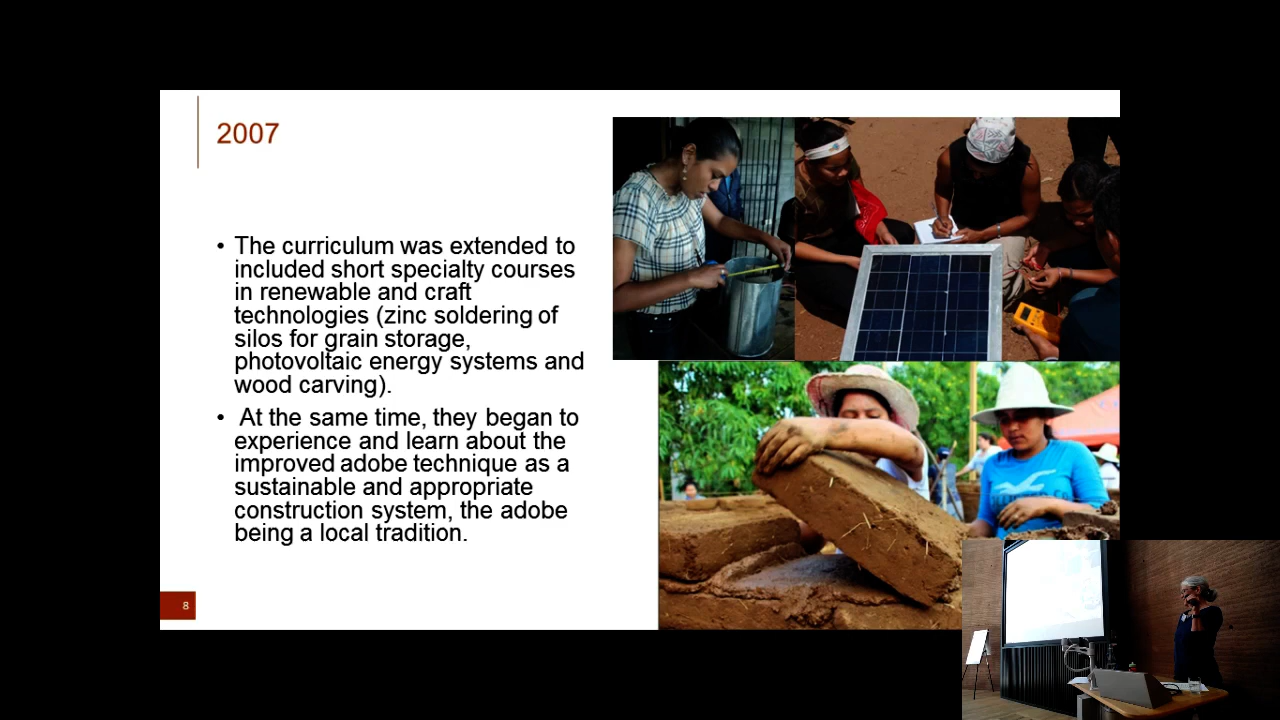 2007
• The curriculum was extended to
included short specialty courses
in renewable and craft
technologies (zinc soldering of
silos for grain storage,
photovoltaic energy systems and
wood carving).
• At the same time, they began to
experience and learn about the
improved adobe technique as a
sustainable and appropriate
construction system, the adobe
being a local tradition.
8